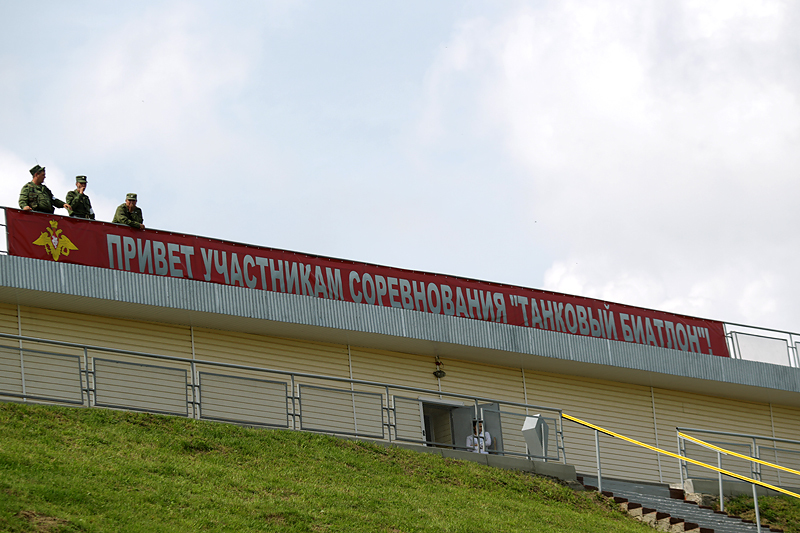 ПРИВЕТ УЧАСТНИКАМ СОРЕВНОВАНИЯ "ТАНКОВЫЙ БИАТЛОН"!